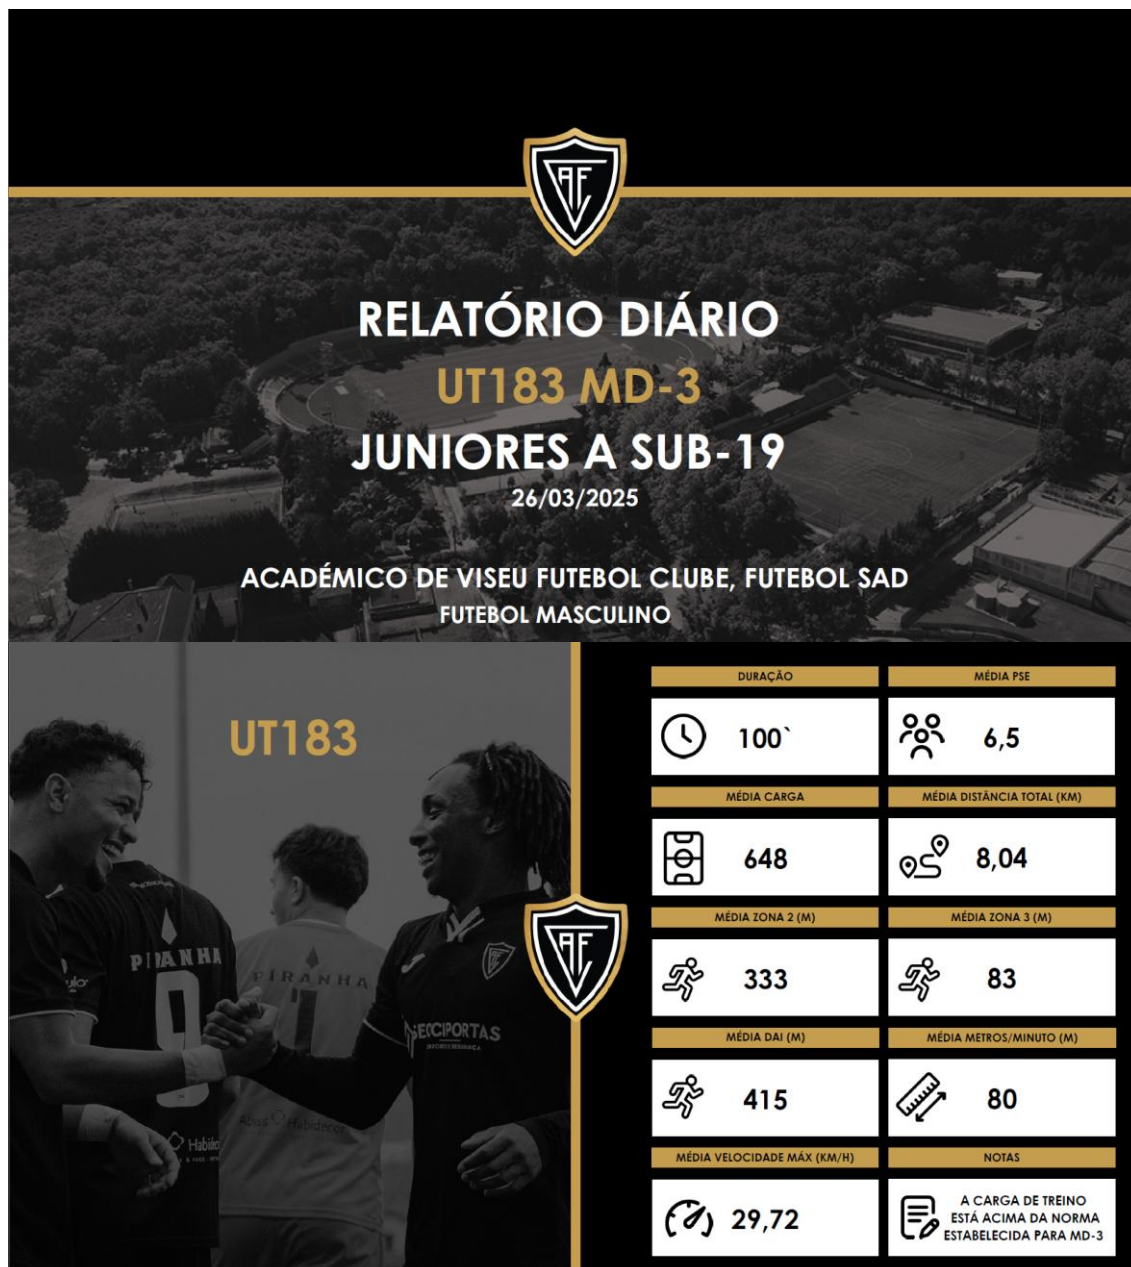 RELATÓRIO DIÁRIO
UT183 MD-3
JUNIORES A SUB-19
26/03/2025
ACADÉMICO DE VISEU FUTEBOL CLUBE, FUTEBOL SAD
FUTEBOL MASCULINO
UT183
PIRANHA
9
PIRANHA
SECCIPORTAS
Habidecor
DURAÇÃO
MÉDIA PSE
100`
6,5
MÉDIA CARGA
MÉDIA DISTÂNCIA TOTAL (KM)
648
8,04
MÉDIA ZONA 2 (M)
MÉDIA ZONA 3 (M)
333
83
MÉDIA DAI (M)
MÉDIA METROS/MINUTO (M)
415
80
MÉDIA VELOCIDADE MÁX (KM/H)
NOTAS
29,72
A CARGA DE TREINO
ESTÁ ACIMA DA NORMA
ESTABELECIDA PARA MD-3